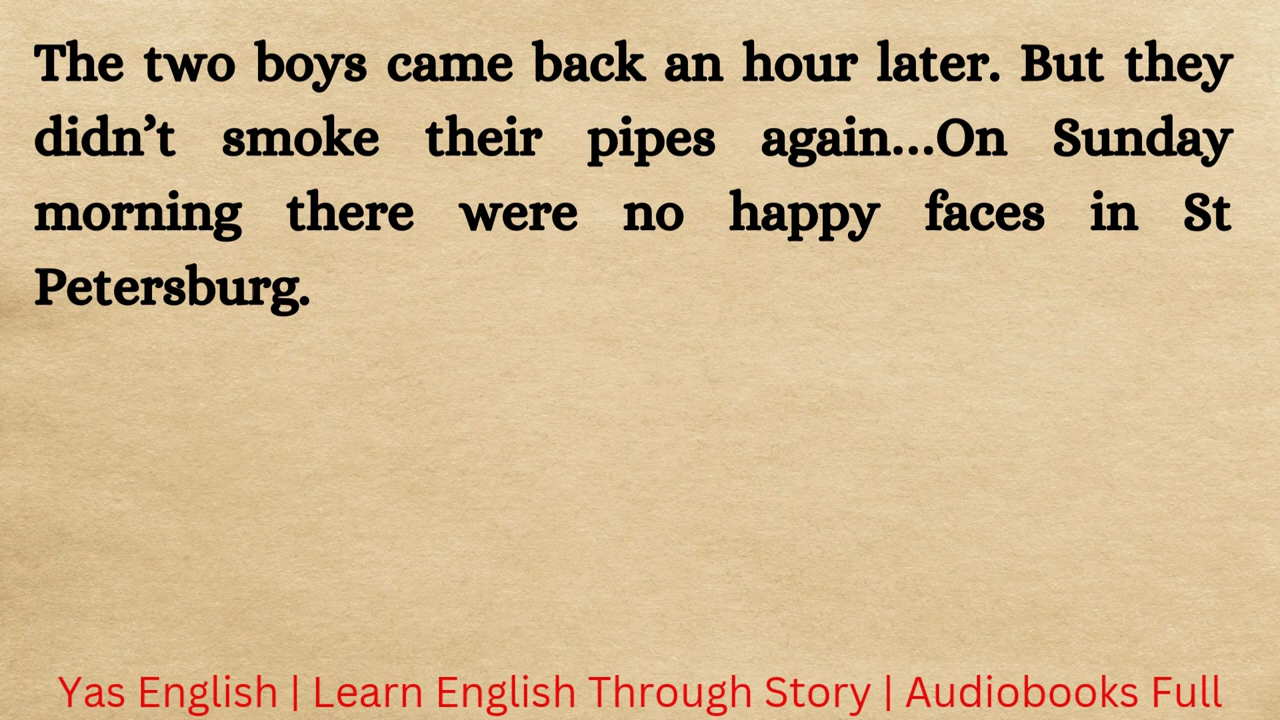 The two boys came back an hour later. But they
didn’t smoke their pipes again...On Sunday
morning there were no happy faces in St
Petersburg.
Yas English | Learn English Through Story | Audiobooks Full